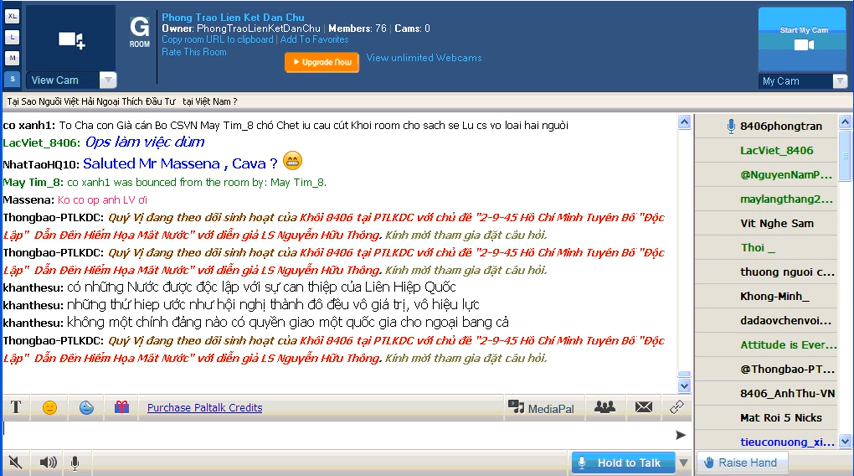 XL
L
M
S
View Cam
G
ROOM
Phong Trao Lien Ket Dan Chu
Owner: PhongTraoLienKetDanChu | Members: 76 | Cams: 0
Copy room URL to clipboard | Add To Favorites
Rate This Room
Upgrade Now
View unlimited Webcams
Start My Cam
My Cam
Tại Sao Người Việt Hải Ngoại Thích Đầu Tư tại Việt Nam ?
co xanh1: To Cha con Già cán Bo CSVN May Tim_8 chó Chet iu cau cút Khoi room cho sach se Lu cs vo loai hai nguòi
LacViet_8406: Ops làm việc dùm
NhatTaoHQ10: Saluted Mr Massena , Cava ?
May Tim_8: co xanh1 was bounced from the room by: May Tim_8.
Massena: Ko co op anh LV ơi
Thongbao-PTLKDC: Quý Vị đang theo dõi sinh hoạt của Khối 8406 tại PTLKDC với chủ đề "2-9-45 Hồ Chí Minh Tuyên Bố "Độc
Lập" Dẫn Đến Hiểm Họa Mất Nước" với diễn giả LS Nguyễn Hữu Thống. Kính mời tham gia đặt câu hỏi.
Thongbao-PTLKDC: Quý Vị đang theo dõi sinh hoạt của Khối 8406 tại PTLKDC với chủ đề "2-9-45 Hồ Chí Minh Tuyên Bố "Độc
Lập" Dẫn Đến Hiểm Họa Mất Nước" với diễn giả LS Nguyễn Hữu Thống. Kính mời tham gia đặt câu hỏi.
khanthesu: có những Nước được độc lập với sự can thiệp của Liên Hiệp Quốc
khanthesu: những thứ hiep ước như hội nghị thành đô đều vô giá trị, vô hiệu lực
khanthesu: không một chính đảng nào có quyền giao một quốc gia cho ngoại bang cả
Thongbao-PTLKDC: Quý Vị đang theo dõi sinh hoạt của Khối 8406 tại PTLKDC với chủ đề "2-9-45 Hồ Chí Minh Tuyên Bố "Độc
Lập" Dẫn Đến Hiểm Họa Mất Nước" với diễn giả LS Nguyễn Hữu Thống. Kính mời tham gia đặt câu hỏi.
8406phongtran
LacViet_8406
@NguyenNamP...
maylangthang2...
Vit Nghe Sam
Thoi _
thuong nguoi c...
Khong-Minh_
dadaovchenvoi...
Attitude is Ever...
@Thongbao-PT...
8406_AnhThu-VN
Mat Roi 5 Nicks
tieuconuong_xi...
T
Purchase Paltalk Credits
MediaPal
Hold to Talk
Raise Hand